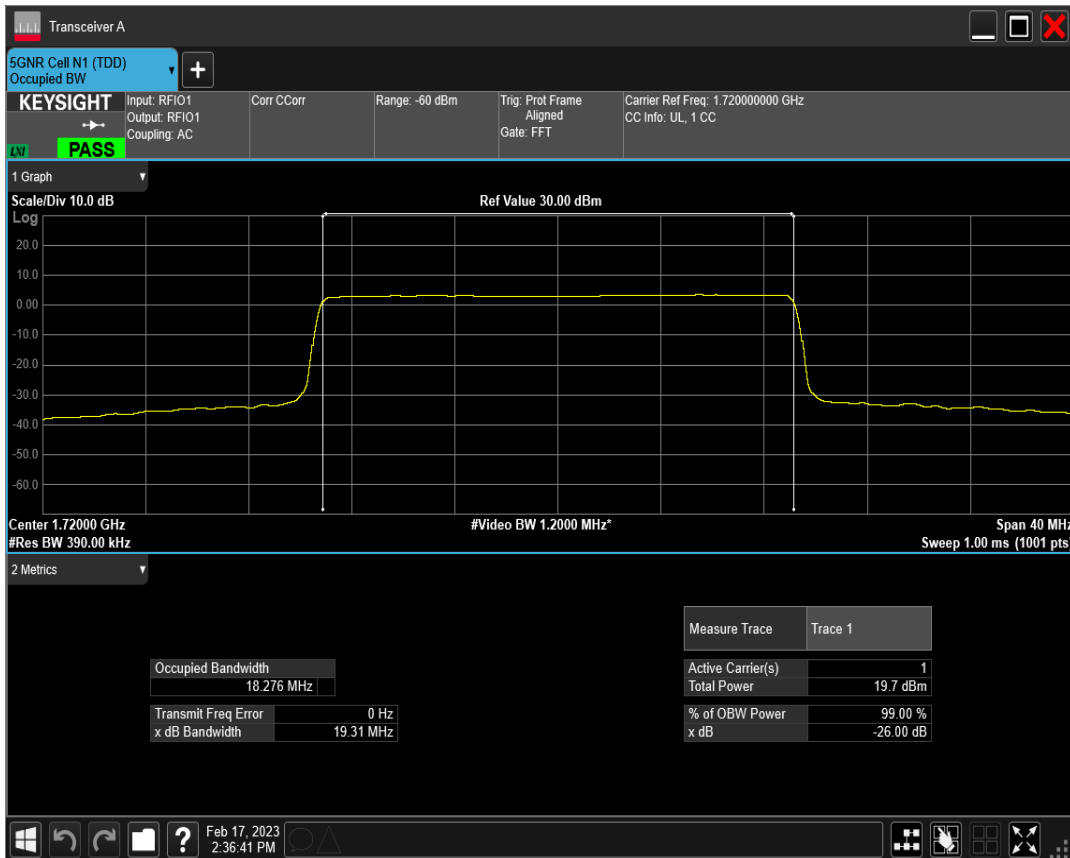 Transceiver A
5GNR Cell N1 (TDD)
Occupied BW
+
KEYSIGHT
LXI
PASS
Input: RFIO1
Output: RFIO1
Coupling: AC
Corr CCorr
Range: -60 dBm
Trig: Prot Frame
Aligned
Gate: FFT
Carrier Ref Freq: 1.720000000 GHz
CC Info: UL, 1 CC
1 Graph
Scale/Div 10.0 dB
Ref Value 30.00 dBm
Log
20.0
10.0
0.00
-10.0
-20.0
-30.0
-40.0
-50.0
-60.0
Center 1.72000 GHz
#Video BW 1.2000 MHz*
Span 40 MHz
#Res BW 390.00 kHz
Sweep 1.00 ms (1001 pts)
2 Metrics
Measure Trace Trace 1
Occupied Bandwidth
18.276 MHz
Active Carrier(s) 1
Total Power 19.7 dBm
Transmit Freq Error 0 Hz
x dB Bandwidth 19.31 MHz
% of OBW Power 99.00 %
x dB -26.00 dB
?
Feb 17, 2023
2:36:41 PM